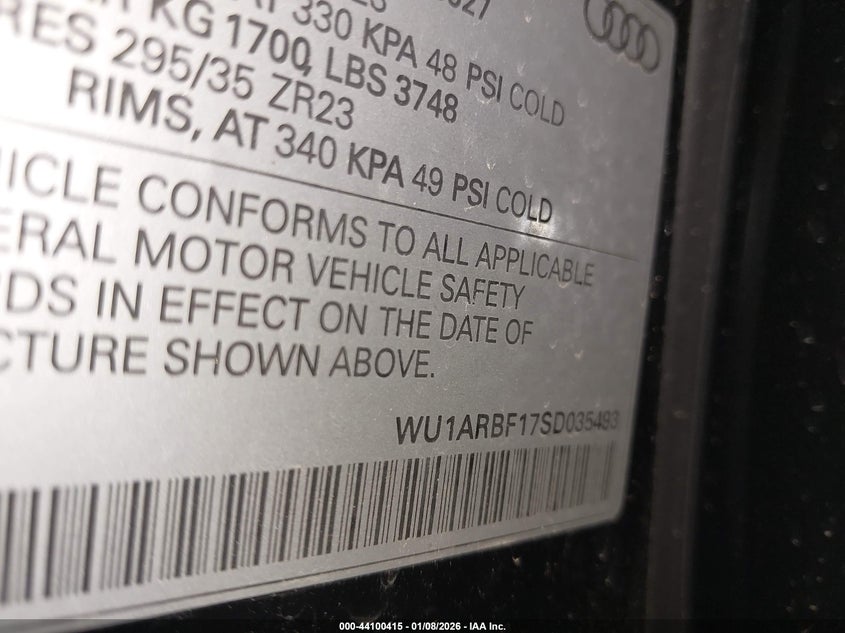 330 KPA 48 PSI COLD
KG 1700, LBS 3748
RES 295/35 ZR23
RIMS, AT 340 KPA 49 PSI COLD
ICLE CONFORMS TO ALL APPLICABLE
ERAL MOTOR VEHICLE SAFETY
DS IN EFFECT ON THE DATE OF
CTURE SHOWN ABOVE.
WU1ARBF17SD035493
000-44100415 - 01/08/2026 - IAA Inc.